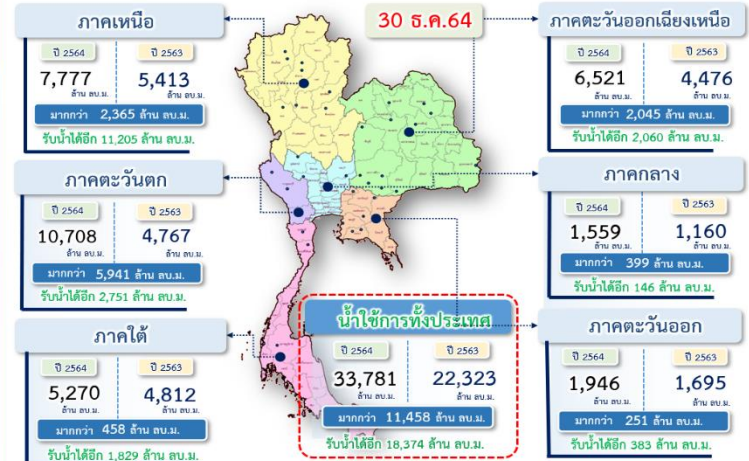 ภาคเหนือ
ปี 2564 ปี 2563
7,777 5,413
ล้าน ลบ.ม. ล้าน ลบ.ม.
มากกว่า 2,365 ล้าน ลบ.ม.
รับน้ำได้อีก 11,205 ล้าน ลบ.ม.
30 ธ.ค.64
ภาคตะวันออกเฉียงเหนือ
ปี 2564 ปี 2563
6,521 4,476
ล้าน ลบ.ม. ล้าน ลบ.ม.
มากกว่า 2,045 ล้าน ลบ.ม.
รับน้ำได้อีก 2,060 ล้าน ลบ.ม.
ภาคตะวันตก
ปี 2564 ปี 2563
10,708 4,767
ล้าน ลบ.ม. ล้าน ลบ.ม.
มากกว่า 5,941 ล้าน ลบ.ม.
รับน้ำได้อีก 2,751 ล้าน ลบ.ม.
ภาคกลาง
ปี 2564 ปี 2563
1,559 1,160
ล้าน ลบ.ม. ล้าน ลบ.ม.
มากกว่า 399 ล้าน ลบ.ม.
รับน้ำได้อีก 146 ล้าน ลบ.ม.
ภาคใต้
ปี 2564 ปี 2563
5,270 4,812
ล้าน ลบ.ม. ล้าน ลบ.ม.
มากกว่า 458 ล้าน ลบ.ม.
รับน้ำได้อีก 1,829 ล้าน ลบ.ม.
น้ำใช้การทั้งประเทศ
ปี 2564 ปี 2563
33,781 22,323
ล้าน ลบ.ม. ล้าน ลบ.ม.
มากกว่า 11,458 ล้าน ลบ.ม.
รับน้ำได้อีก 18,374 ล้าน ลบ.ม.
ภาคตะวันออก
ปี 2564 ปี 2563
1,946 1,695
ล้าน ลบ.ม. ล้าน ลบ.ม.
มากกว่า 251 ล้าน ลบ.ม.
รับน้ำได้อีก 383 ล้าน ลบ.ม.